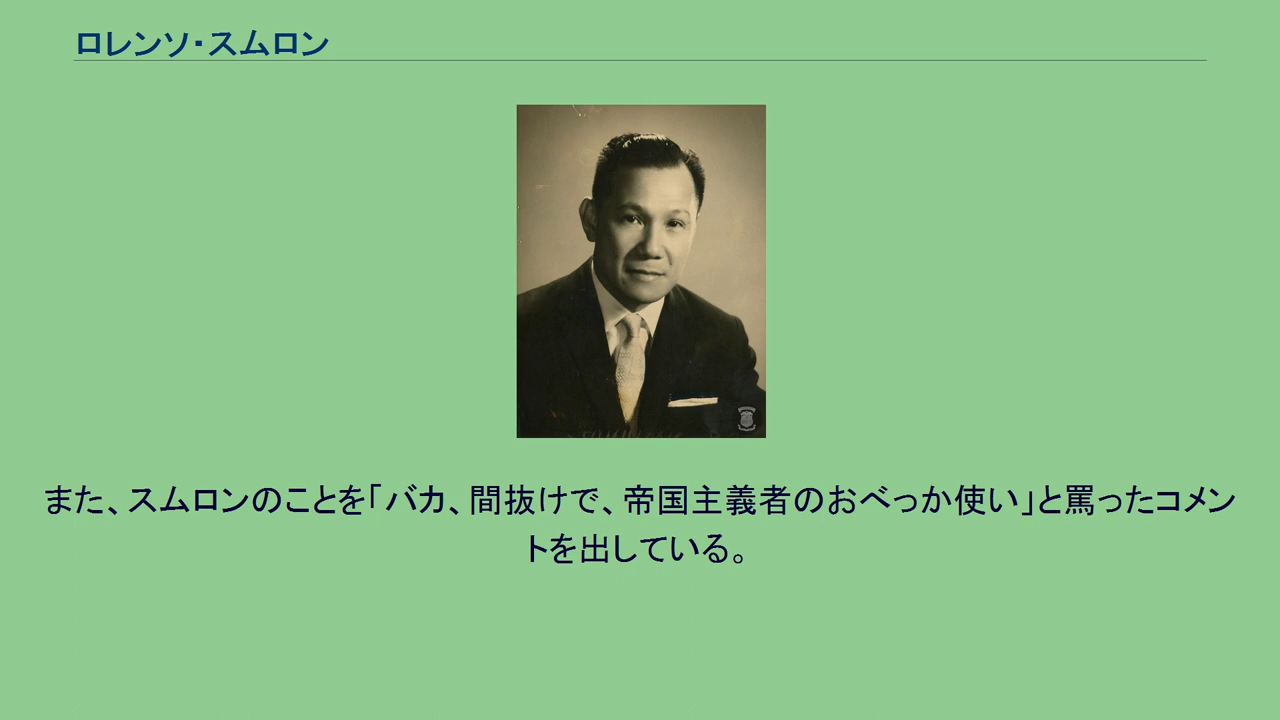 ロレンソ・スムロン
また、スムロンのことを「バカ、間抜けで、帝国主義者のおべっか使い」と罵ったコメン
トを出している。